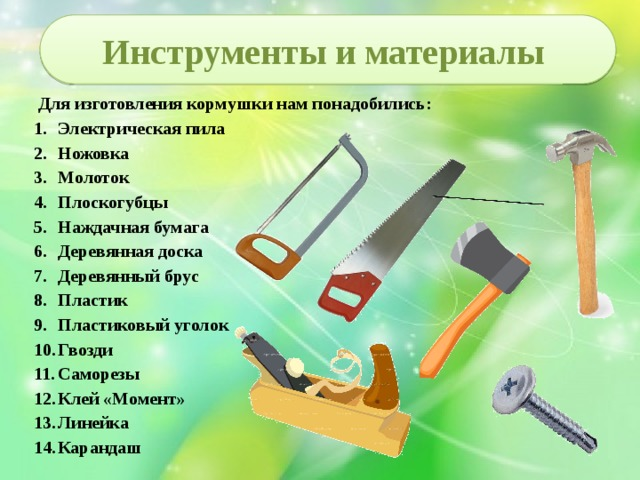 Инструменты и материалы
Для изготовления кормушки нам понадобились:
1. Электрическая пила
2. Ножовка
3. Молоток
4. Плоскогубцы
5. Наждачная бумага
6. Деревянная доска
7. Деревянный брус
8. Пластик
9. Пластиковый уголок
10. Гвозди
11. Саморезы
12. Клей «Момент»
13. Линейка
14. Карандаш